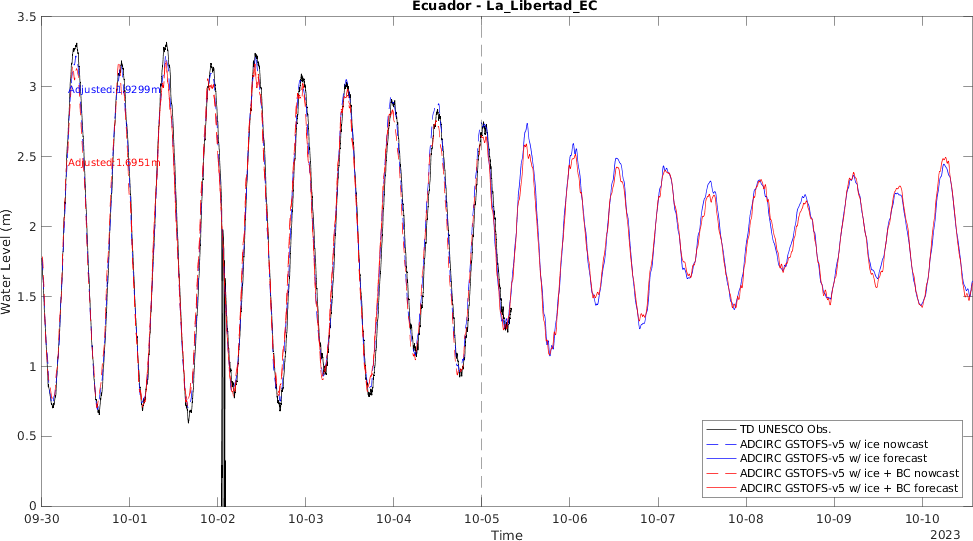 Ecuador - La_Libertad_EC
3.5
3
2.5
2
1.5
1
0.5
0
Water Level (m)
Adjusted:1.9299m
Adjusted:1.6951m
TD UNESCO Obs.
ADCIRC GSTOFS-v5 w/ ice nowcast
ADCIRC GSTOFS-v5 w/ ice forecast
ADCIRC GSTOFS-v5 w/ ice + BC nowcast
ADCIRC GSTOFS-v5 w/ ice + BC forecast
09-30 10-01 10-02 10-03 10-04 10-05 10-06 10-07 10-08 10-09 10-10
Time
2023